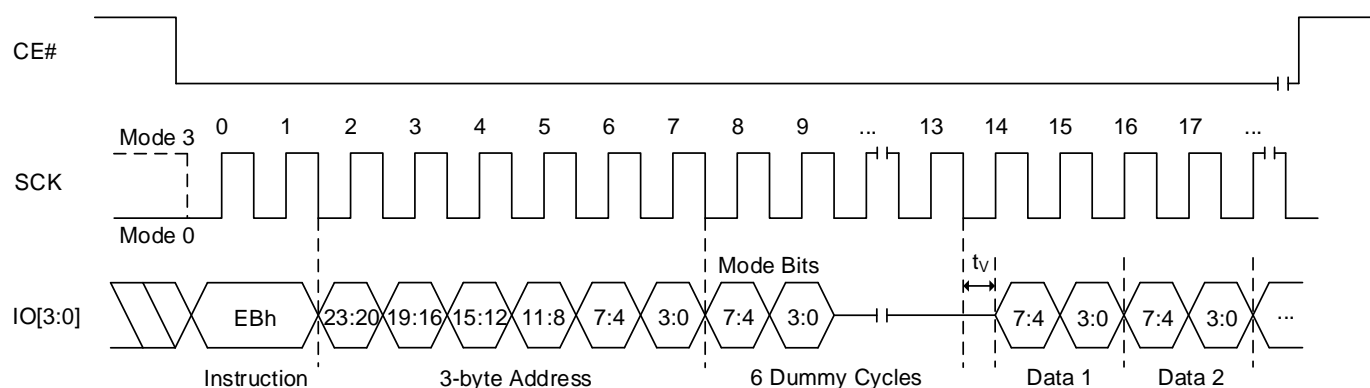 CE#
0 1 2 3 4 5 6 7 8 9 ... 13 14 15 16 17 ...
Mode 3
SCK
Mode 0
Mode Bits tV
IO[3:0] EBh 23:20 19:16 15:12 11:8 7:4 3:0 7:4 3:0 7:4 3:0 7:4 3:0 ...
Instruction 3-byte Address 6 Dummy Cycles Data 1 Data 2